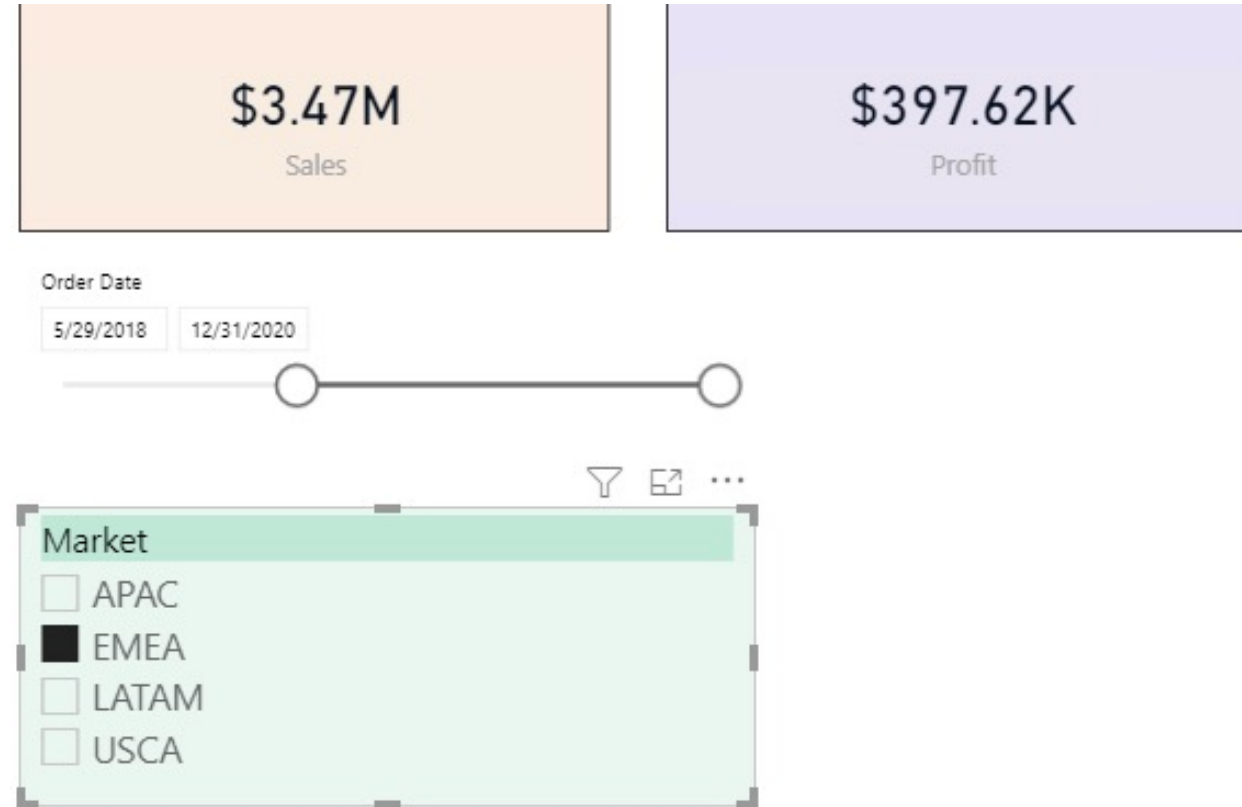 $3.47M
Sales
$397.62K
Profit
Order Date
5/29/2018 12/31/2020
Market
APAC
EMEA
LATAM
USCA